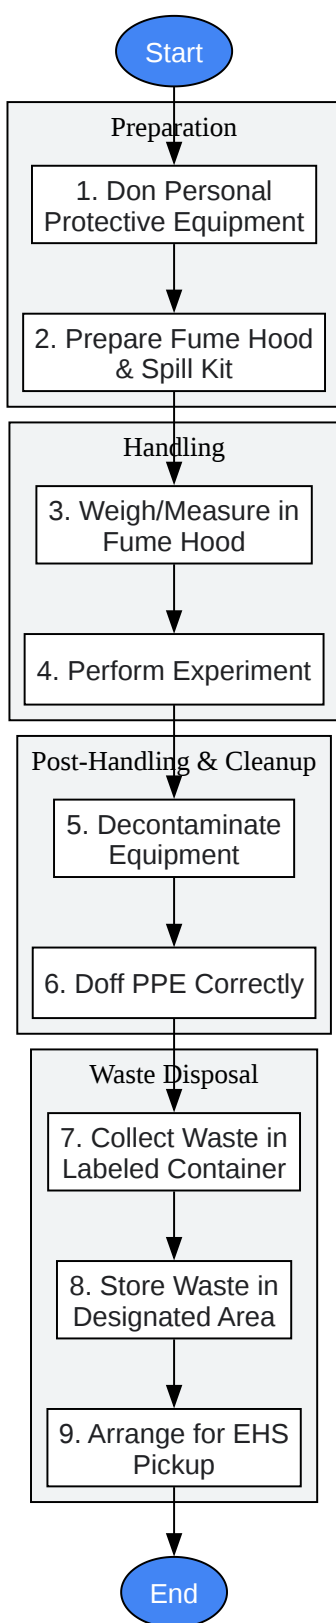 Start
Preparation
1. Don Personal
Protective Equipment
2. Prepare Fume Hood
& Spill Kit
Handling
3. Weigh/Measure in
Fume Hood
4. Perform Experiment
Post-Handling & Cleanup
5. Decontaminate
Equipment
6. Doff PPE Correctly
Waste Disposal
7. Collect Waste in
Labeled Container
8. Store Waste in
Designated Area
9. Arrange for EHS
Pickup
End